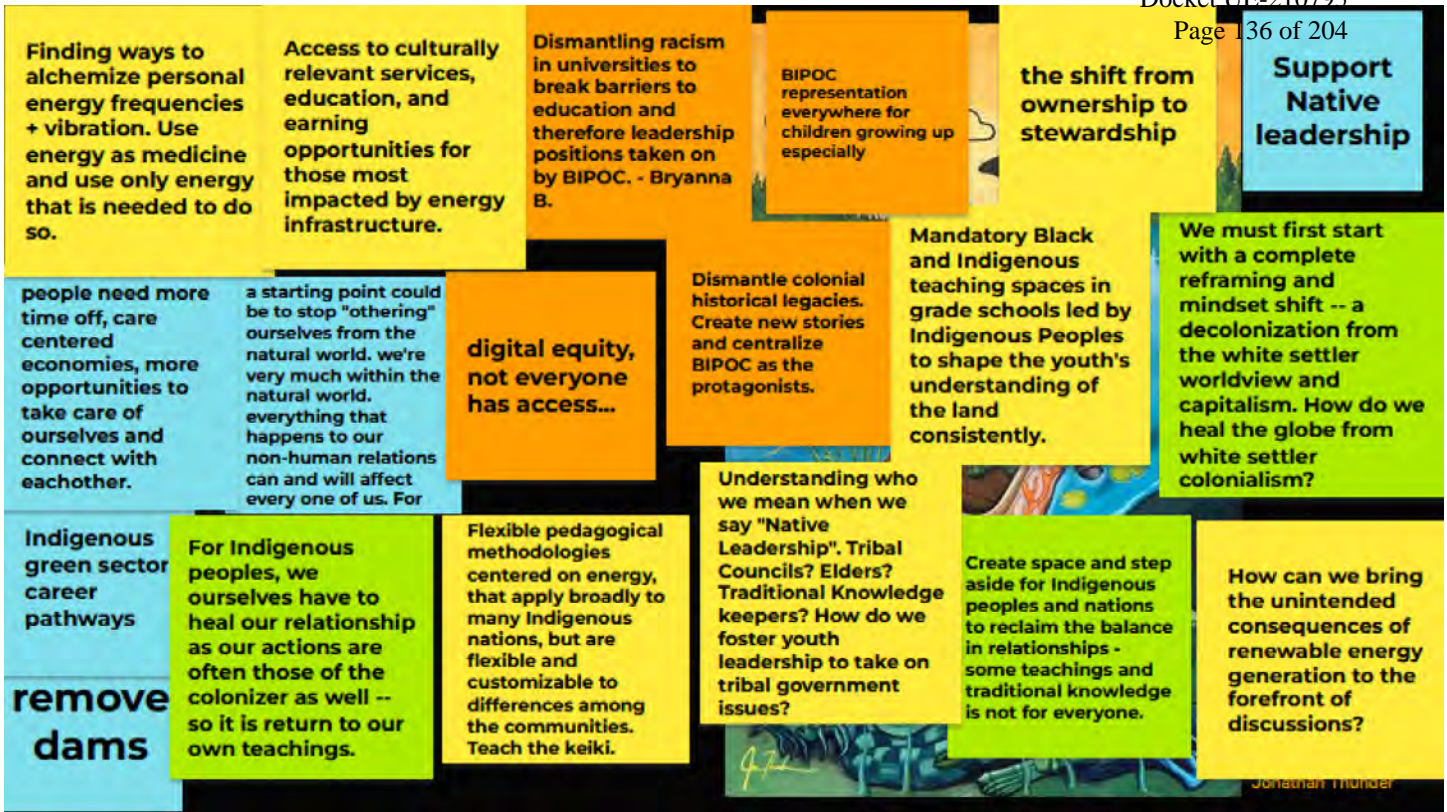 Docket UE-210795
Page 136 of 204
Finding ways to
alchemize personal
energy frequencies
+ vibration. Use
energy as medicine
and use only energy
that is needed to do
so.
Access to culturally
relevant services,
education, and
earning
opportunities for
those most
impacted by energy
infrastructure.
Dismantling racism
in universities to
break barriers to
education and
therefore leadership
positions taken on
by BIPOC. - Bryanna
B.
BIPOC
representation
everywhere for
children growing up
especially
the shift from
ownership to
stewardship
Support
Native
leadership
people need more
time off, care
centered
economies, more
opportunities to
take care of
ourselves and
connect with
eachother.
a starting point could
be to stop "othering"
ourselves from the
natural world. we're
very much within the
natural world.
everything that
happens to our
non-human relations
can and will affect
every one of us. For
digital equity,
not everyone
has access...
Dismantle colonial
historical legacies.
Create new stories
and centralize
BIPOC as the
protagonists.
Mandatory Black
and Indigenous
teaching spaces in
grade schools led by
Indigenous Peoples
to shape the youth's
understanding of
the land
consistently.
We must first start
with a complete
reframing and
mindset shift -- a
decolonization from
the white settler
worldview and
capitalism. How do we
heal the globe from
white settler
colonialism?
Indigenous
green sector
career
pathways
remove
dams
For Indigenous
peoples, we
ourselves have to
heal our relationship
as our actions are
often those of the
colonizer as well --
so it is return to our
own teachings.
Flexible pedagogical
methodologies
centered on energy,
that apply broadly to
many Indigenous
nations, but are
flexible and
customizable to
differences among
the communities.
Teach the keiki.
Understanding who
we mean when we
say "Native
Leadership". Tribal
Councils? Elders?
Traditional Knowledge
keepers? How do we
foster youth
leadership to take on
tribal government
issues?
Create space and step
aside for Indigenous
peoples and nations
to reclaim the balance
in relationships -
some teachings and
traditional knowledge
is not for everyone.
How can we bring
the unintended
consequences of
renewable energy
generation to the
forefront of
discussions?
Jonathan Thunder